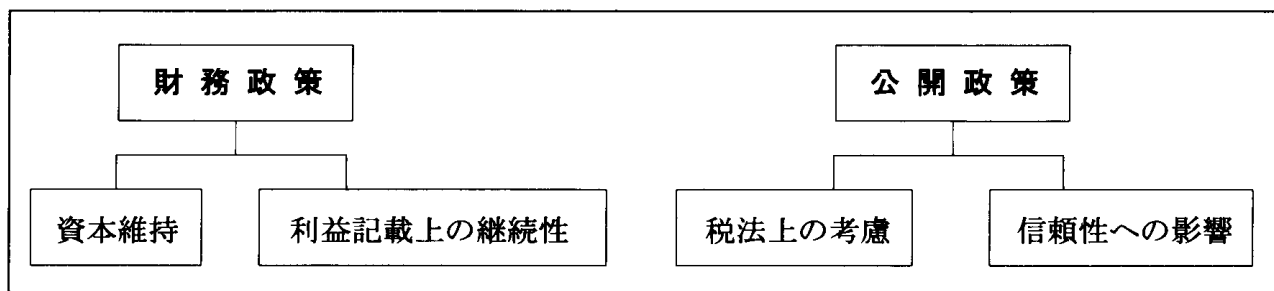 財務政策
公開政策
資本維持
利益記載上の継続性
税法上の考慮
信頼性への影響